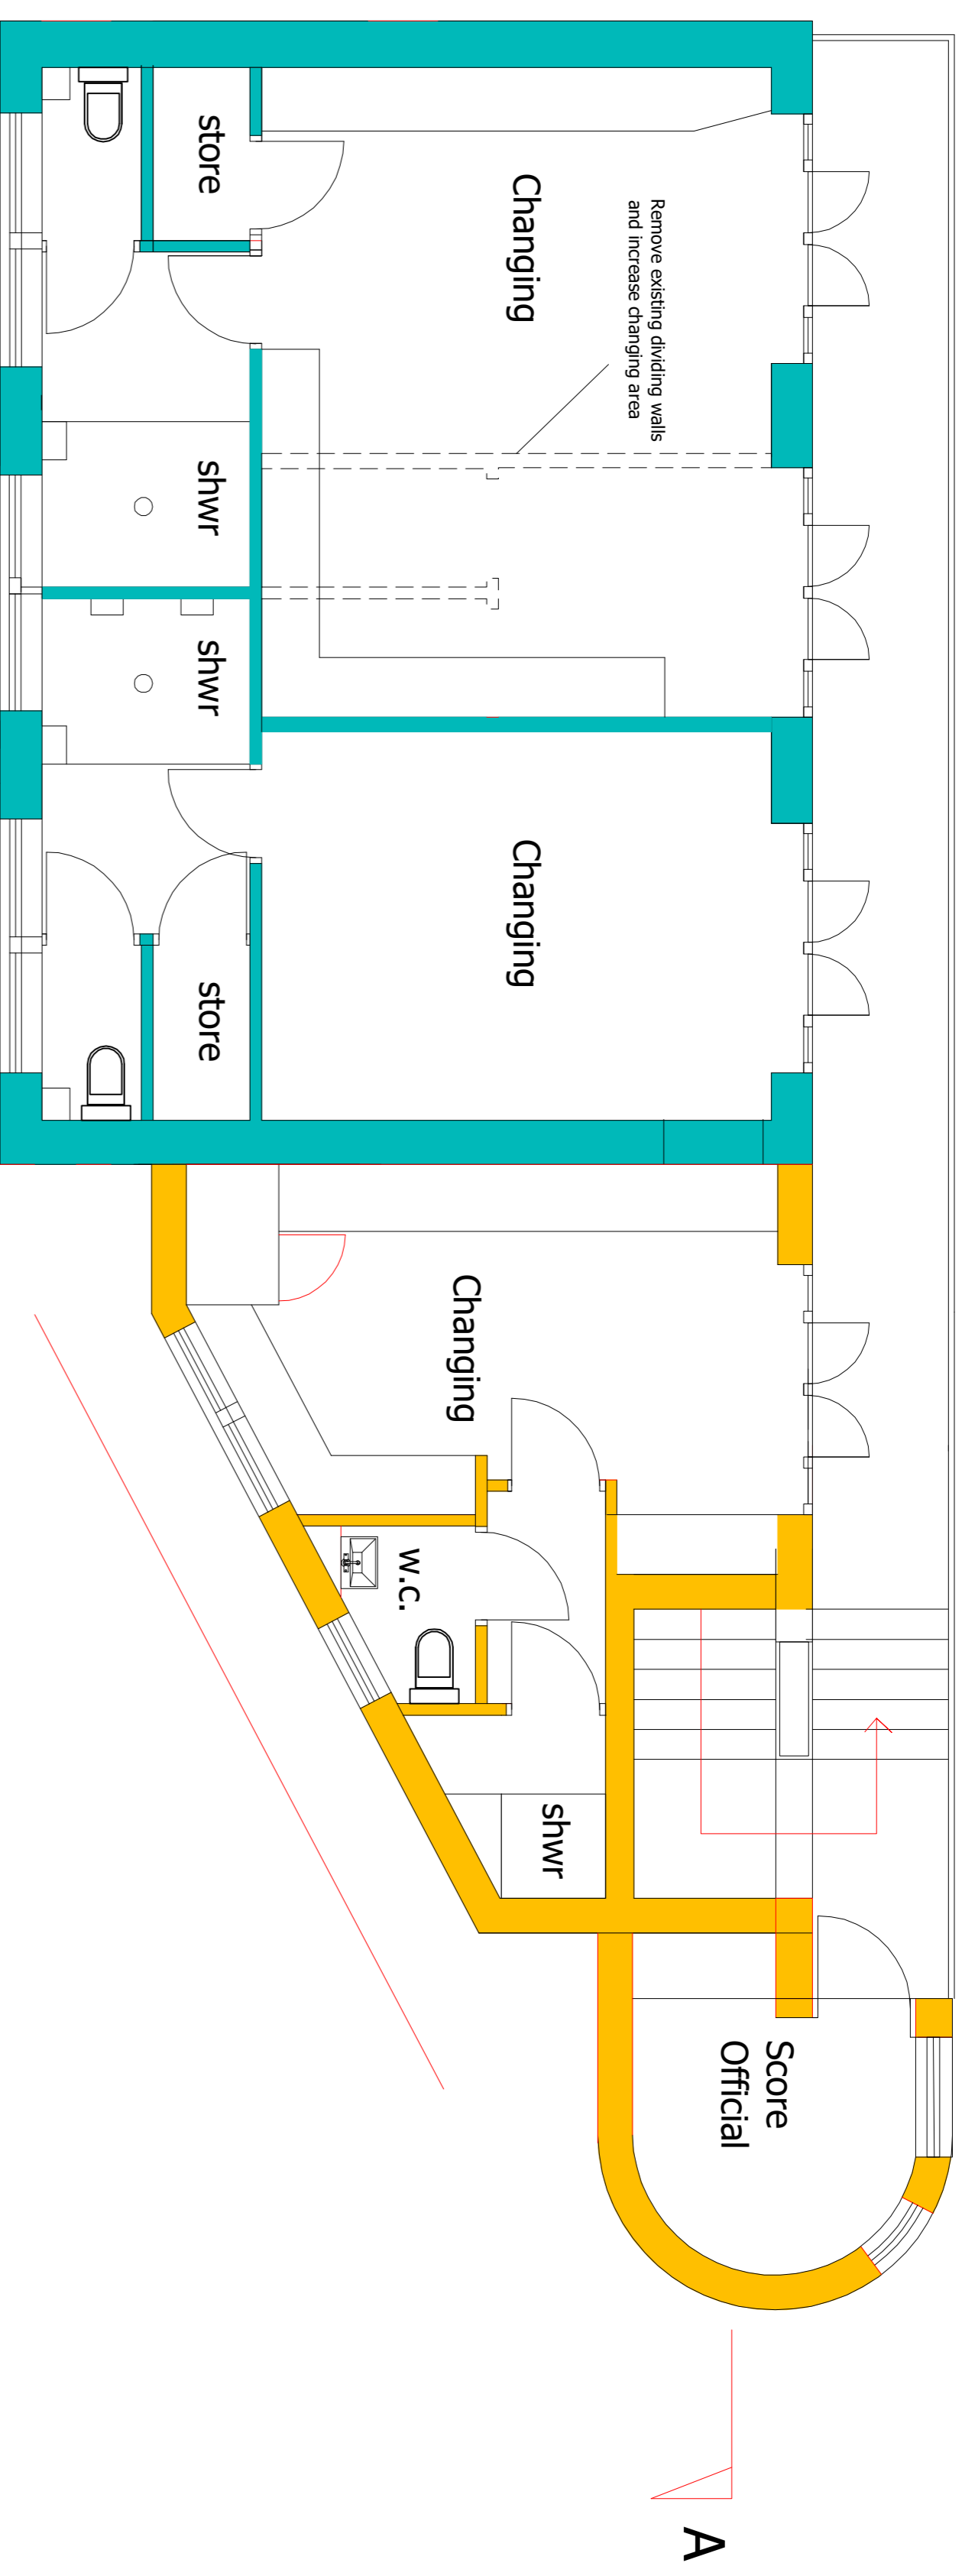 Remove existing dividing walls
and increase changing area
Changing
store
shwr
shwr
Changing
store
Changing
w.c.
shwr
Score
Official
A